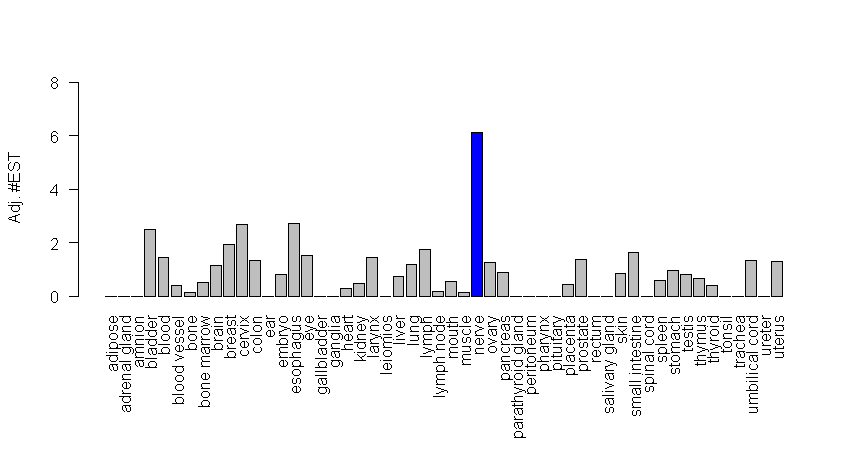 8
6
4
2
0
Adj. #EST
adipose
adrenal gland
amnion
bladder
blood
blood vessel
bone
bone marrow
brain
breast
cervix
colon
ear
embryo
esophagus
eye
gallbladder
ganglia
heart
kidney
larynx
leiomios
liver
lung
lymph
lymph node
mouth
muscle
nerve
ovary
pancreas
parathyroid gland
peritoneum
pharynx
pituitary
placenta
prostate
rectum
salivary gland
skin
small intestine
spinal cord
spleen
stomach
testis
thymus
thyroid
tonsil
trachea
umbilical cord
ureter
uterus